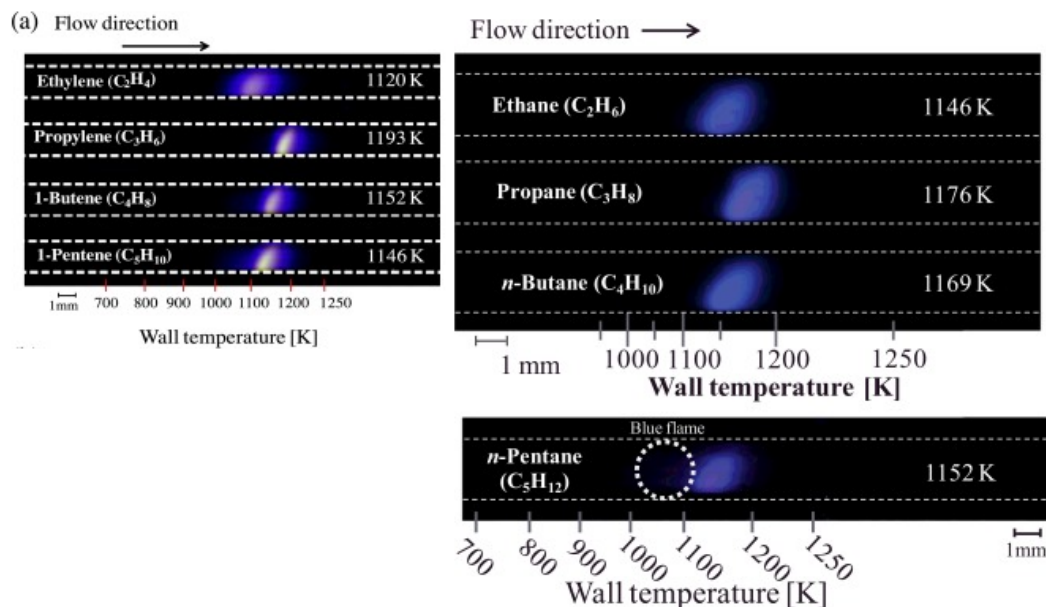 (a) Flow direction
Ethylene (C₂H₄) 1120 K
Propylene (C₃H₆) 1193 K
1-Butene (C₄H₈) 1152 K
1-Pentene (C₅H₁₀) 1146 K
1mm 700 800 900 1000 1100 1200 1250
Wall temperature [K]
Flow direction
Ethane (C₂H₆) 1146 K
Propane (C₃H₈) 1176 K
n-Butane (C₄H₁₀) 1169 K
1 mm 1000 1100 1200 1250
Wall temperature [K]
Blue flame
n-Pentane
(C₅H₁₂) 1152 K
700 800 900 1000 1100 1200 1250 1mm
Wall temperature [K]